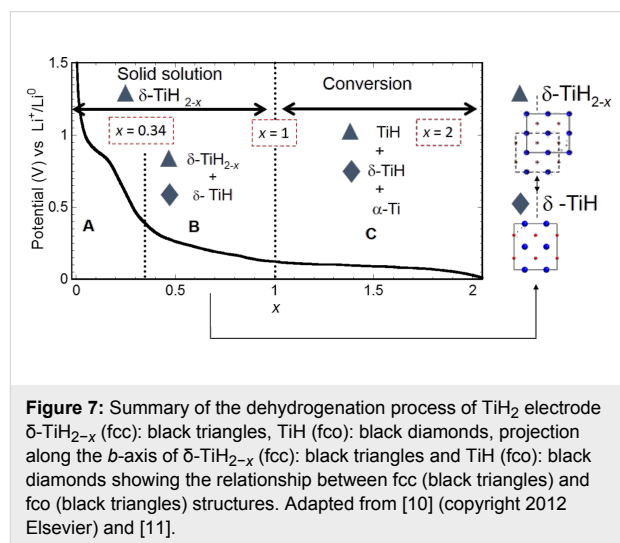 Solid solution
δ-TiH 2-x
Conversion
x = 0.34
x = 1
x = 2
δ-TiH2-x
+
δ- TiH
TiH
+
δ-TiH
+
α-Ti
A
B
C
Potential (V) vs Li+/Li0
1.5
1
0.5
0
0
0.5
1
1.5
2
x
δ-TiH2-x
δ -TiH
Figure 7: Summary of the dehydrogenation process of TiH2 electrode
δ-TiH2−x (fcc): black triangles, TiH (fco): black diamonds, projection
along the b-axis of δ-TiH2−x (fcc): black triangles and TiH (fco): black
diamonds showing the relationship between fcc (black triangles) and
fco (black triangles) structures. Adapted from [10] (copyright 2012
Elsevier) and [11].